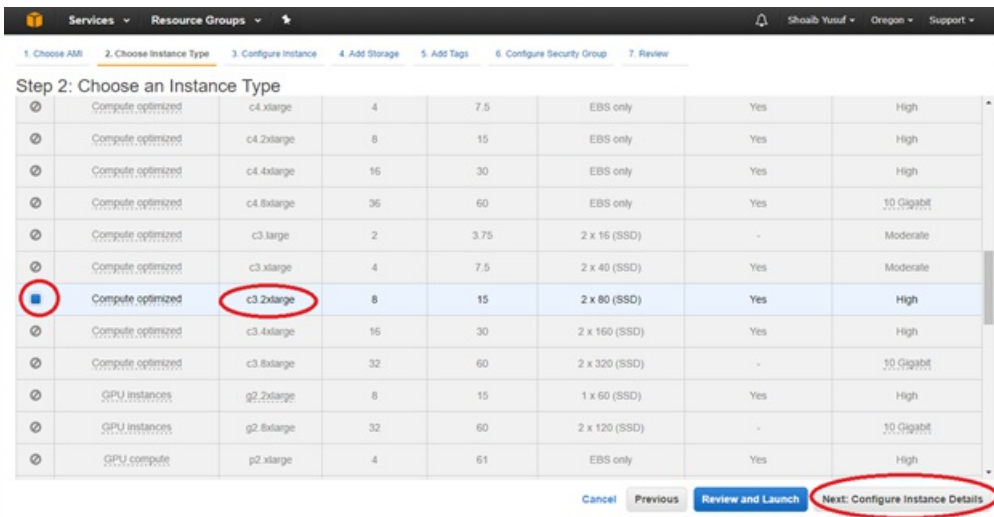 Services Resource Groups Shoaib Yusuf Oregon Support
1. Choose AMI 2. Choose Instance Type 3. Configure Instance 4. Add Storage 5. Add Tags 6. Configure Security Group 7. Review
Step 2: Choose an Instance Type
Compute optimized c4.xlarge 4 7.5 EBS only Yes High
Compute optimized c4.2xlarge 8 15 EBS only Yes High
Compute optimized c4.4xlarge 16 30 EBS only Yes High
Compute optimized c4.8xlarge 36 60 EBS only Yes 10 Gigabit
Compute optimized c3.large 2 3.75 2 x 16 (SSD) - Moderate
Compute optimized c3.xlarge 4 7.5 2 x 40 (SSD) Yes Moderate
Compute optimized c3.2xlarge 8 15 2 x 80 (SSD) Yes High
Compute optimized c3.4xlarge 16 30 2 x 160 (SSD) Yes High
Compute optimized c3.8xlarge 32 60 2 x 320 (SSD) - 10 Gigabit
GPU instances g2.2xlarge 8 15 1 x 60 (SSD) Yes High
GPU instances g2.8xlarge 32 60 2 x 120 (SSD) - 10 Gigabit
GPU compute p2.xlarge 4 61 EBS only Yes High
Cancel Previous Review and Launch Next: Configure Instance Details